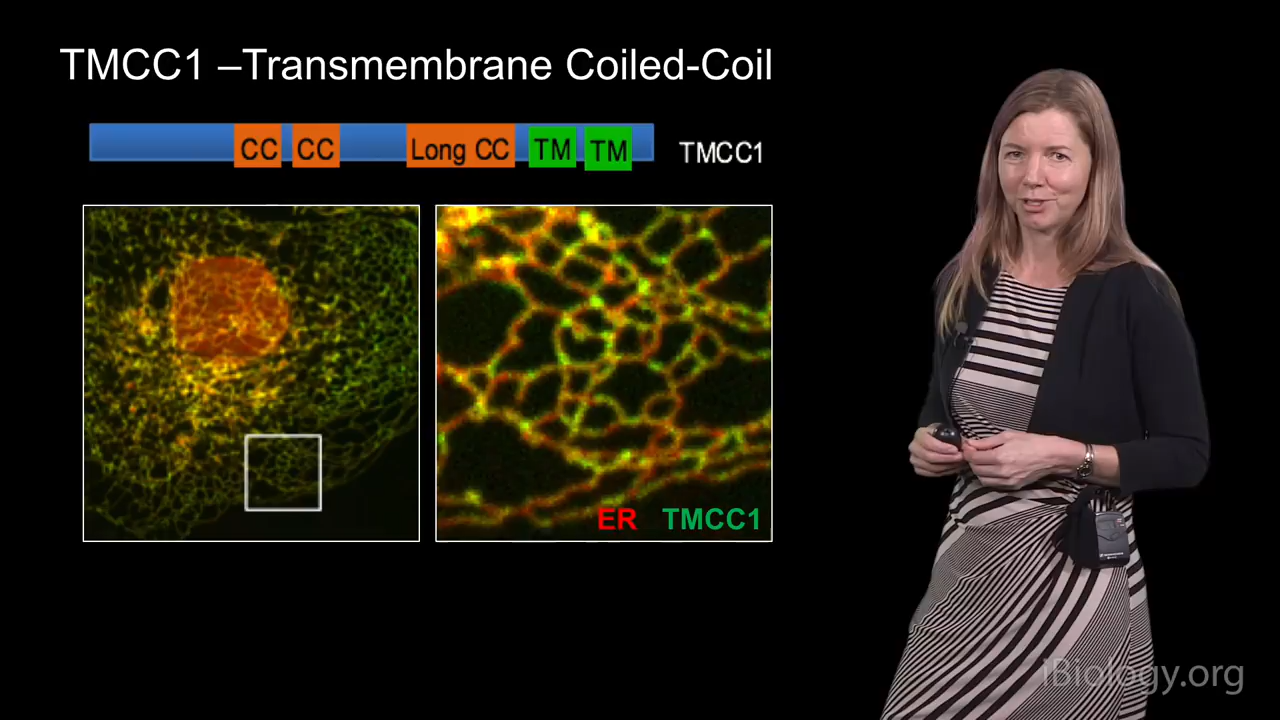 TMCC1 –Transmembrane Coiled-Coil
CC CC Long CC TM TM TMCC1
ER TMCC1
iBiology.org